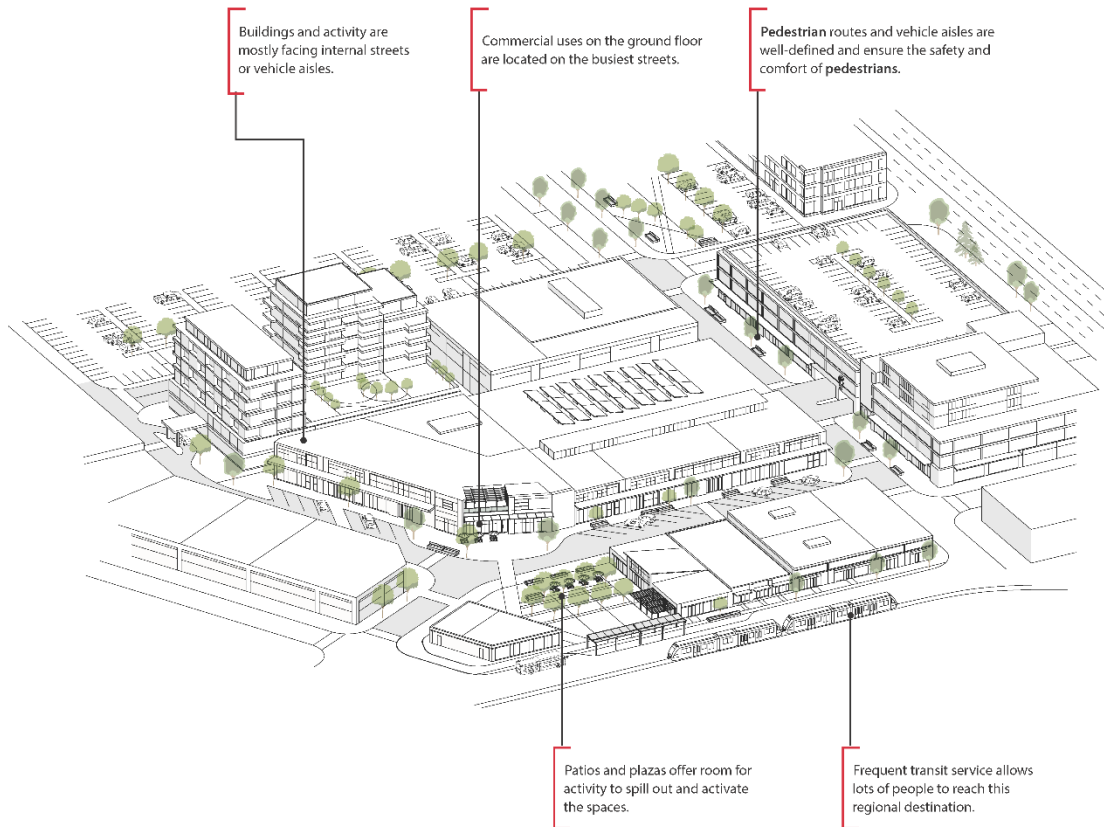 Buildings and activity are
mostly facing internal streets
or vehicle aisles.
Commercial uses on the ground floor
are located on the busiest streets.
Pedestrian routes and vehicle aisles are
well-defined and ensure the safety and
comfort of pedestrians.
Patios and plazas offer room for
activity to spill out and activate
the spaces.
Frequent transit service allows
lots of people to reach this
regional destination.